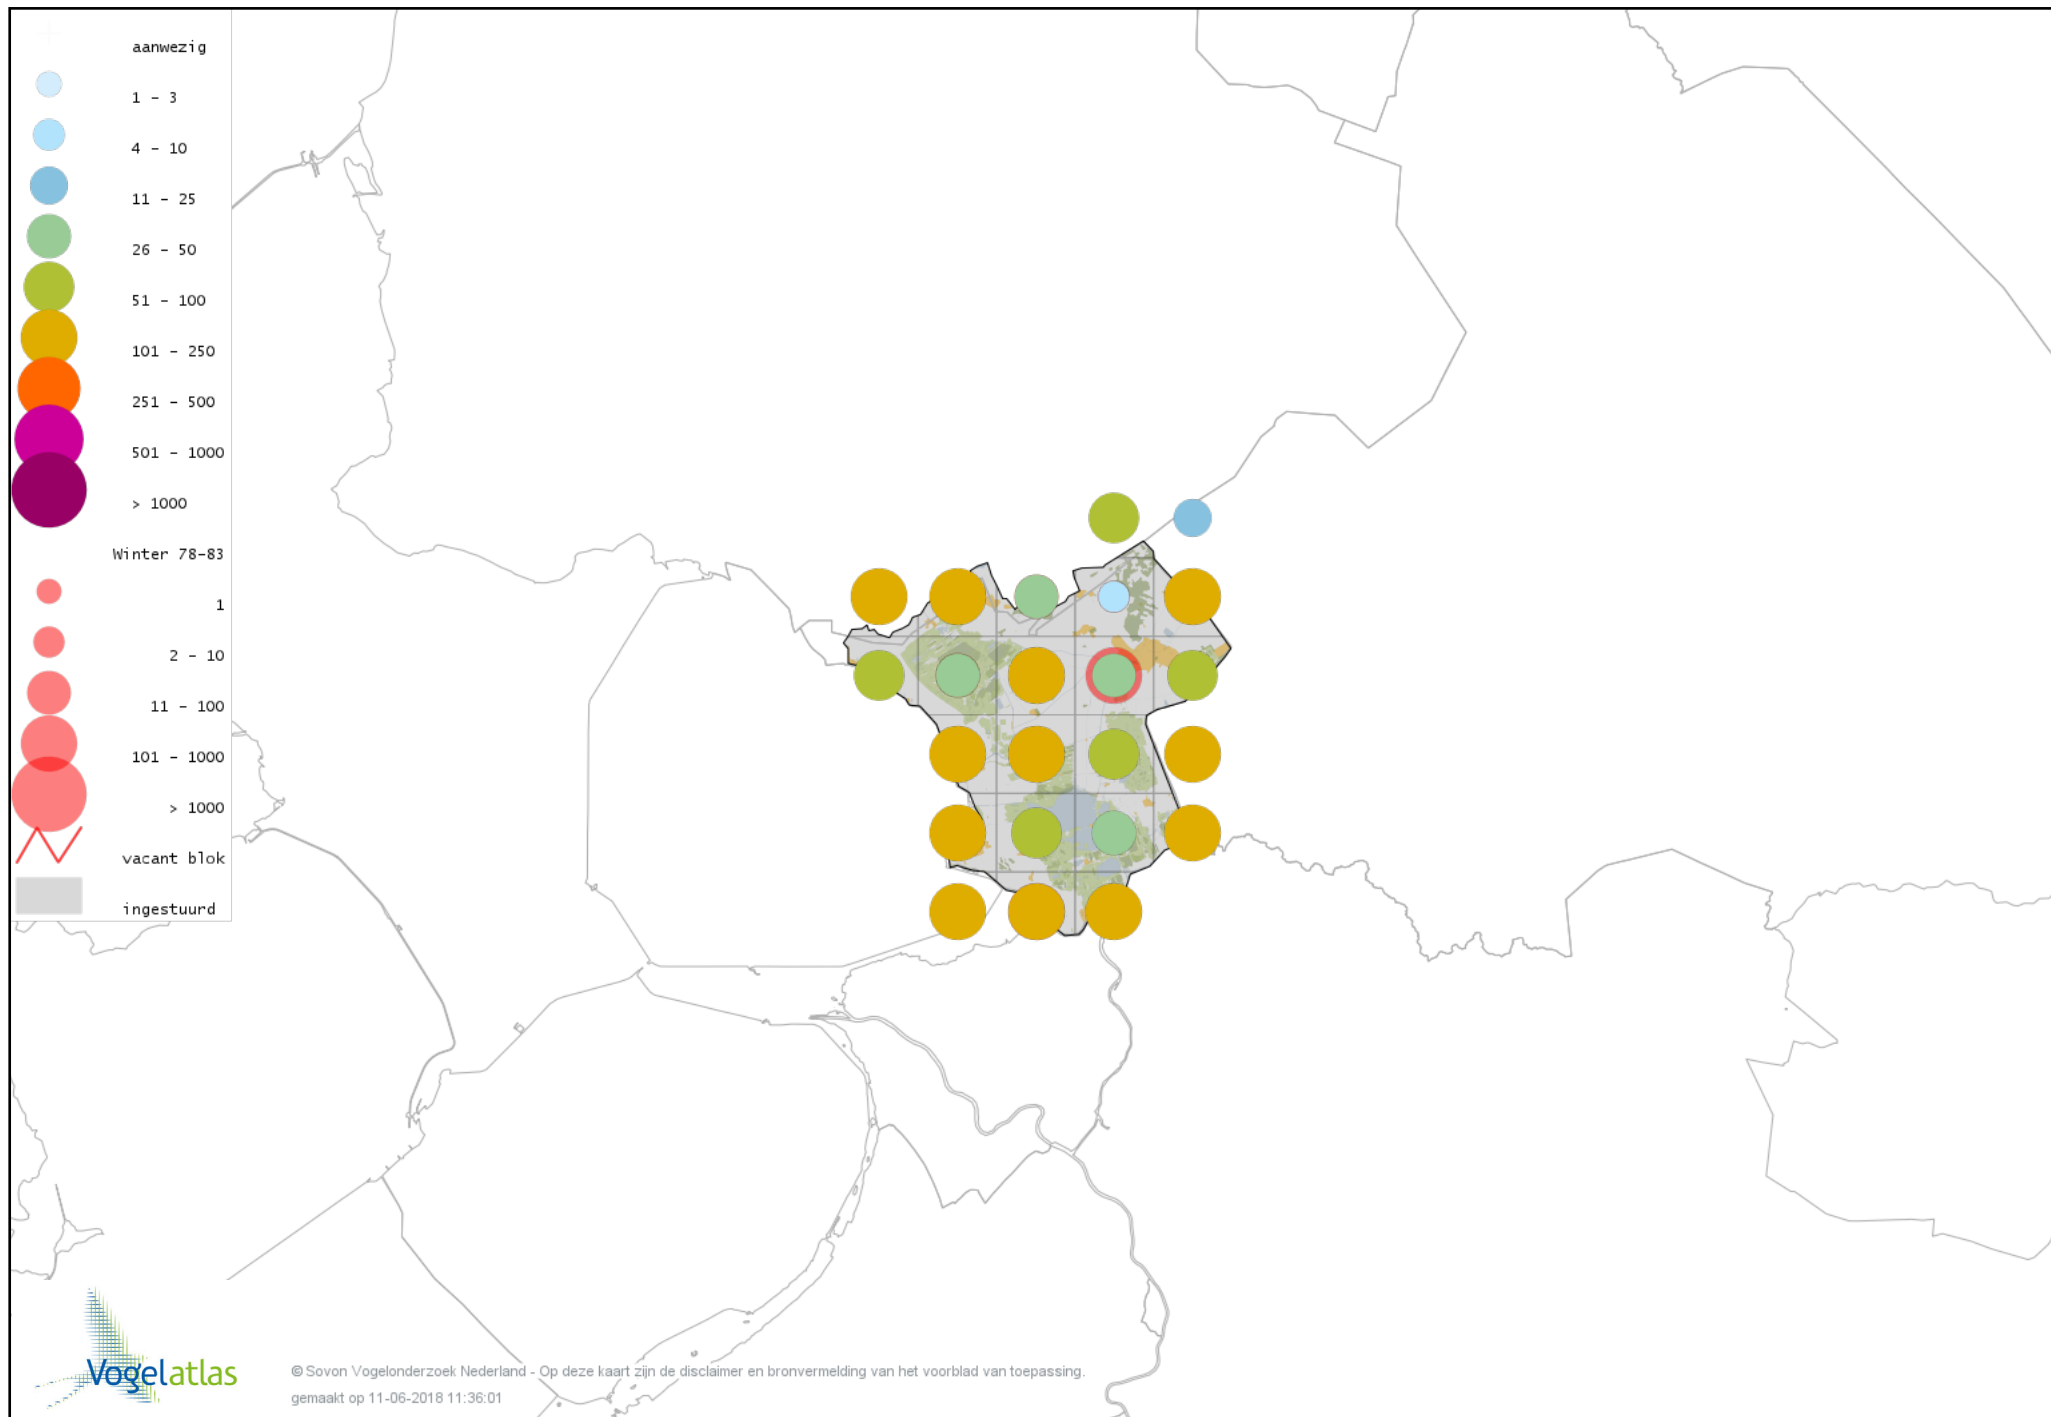 aanwezig
1 - 3
4 - 10
11 - 25
26 - 50
51 - 100
101 - 250
251 - 500
501 - 1000
> 1000
Winter 78-83
1
2 - 10
11 - 100
101 - 1000
> 1000
vacant blok
ingestuurd
Vogelatlas
© Sovon Vogelonderzoek Nederland - Op deze kaart zijn de disclaimer en bronvermelding van het voorblad van toepassing.
gemaakt op 11-06-2018 11:36:01